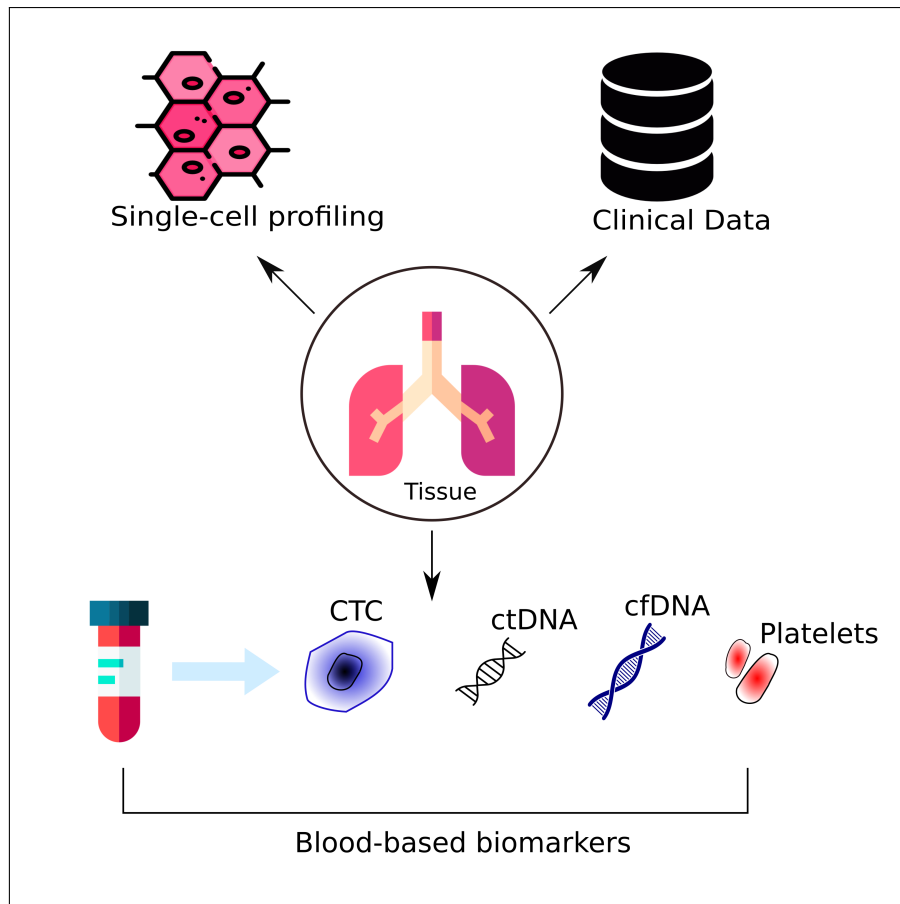 Single-cell profiling
Clinical Data
Tissue
CTC
ctDNA
cfDNA
Platelets
Blood-based biomarkers